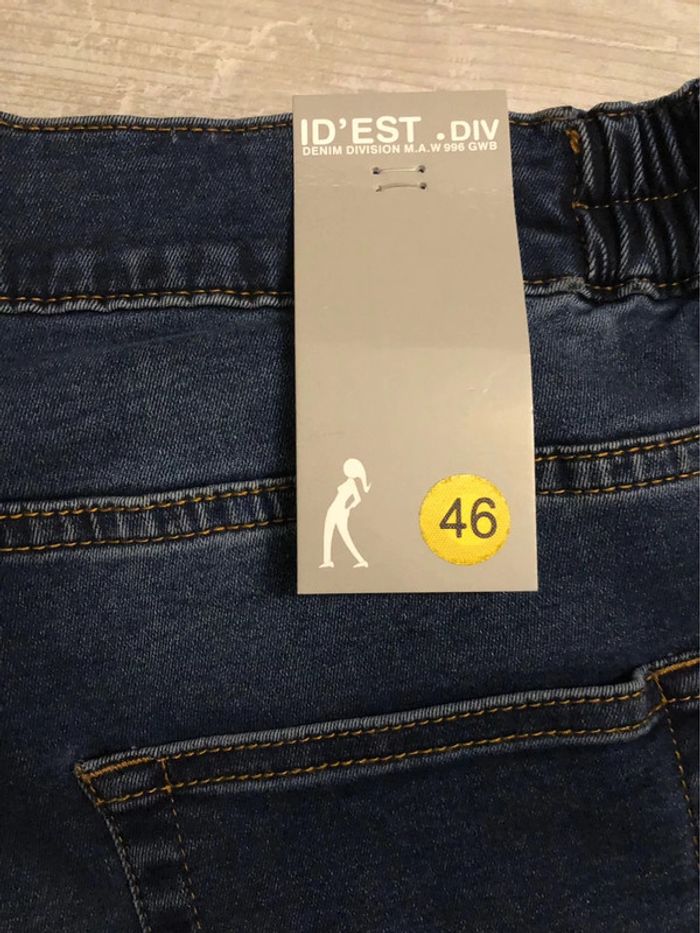 ID'EST .DIV
DENIM DIVISION M.A.W 996 GWB
46